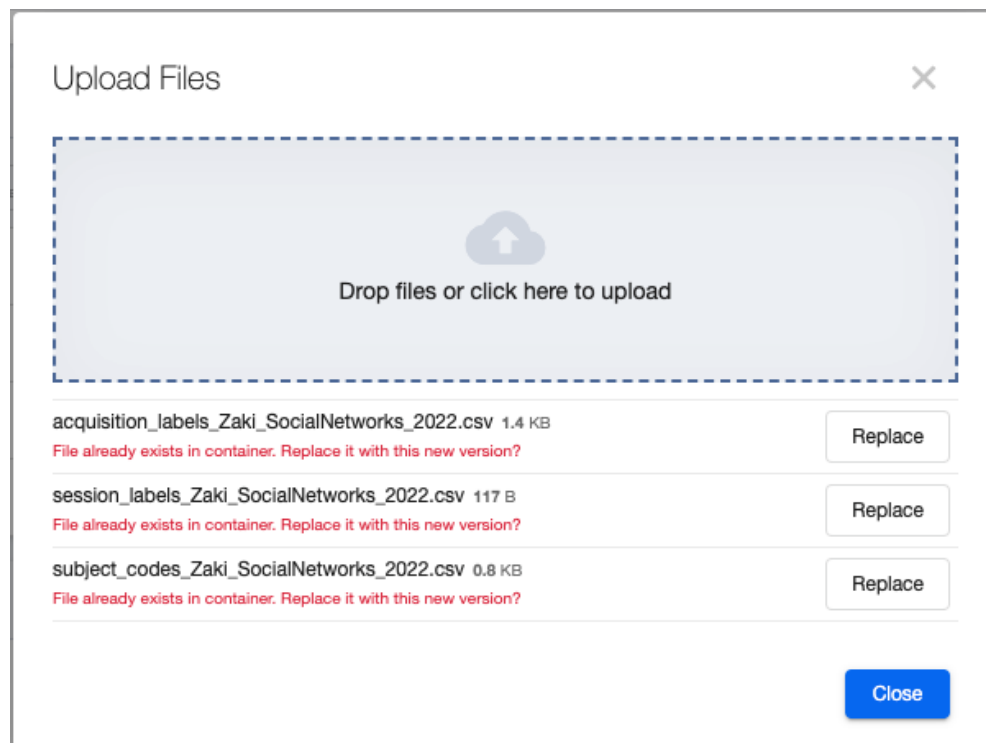 Upload Files
Drop files or click here to upload
acquisition_labels_Zaki_SocialNetworks_2022.csv 1.4 KB
File already exists in container. Replace it with this new version?
Replace
session_labels_Zaki_SocialNetworks_2022.csv 117 B
File already exists in container. Replace it with this new version?
Replace
subject_codes_Zaki_SocialNetworks_2022.csv 0.8 KB
File already exists in container. Replace it with this new version?
Replace
Close